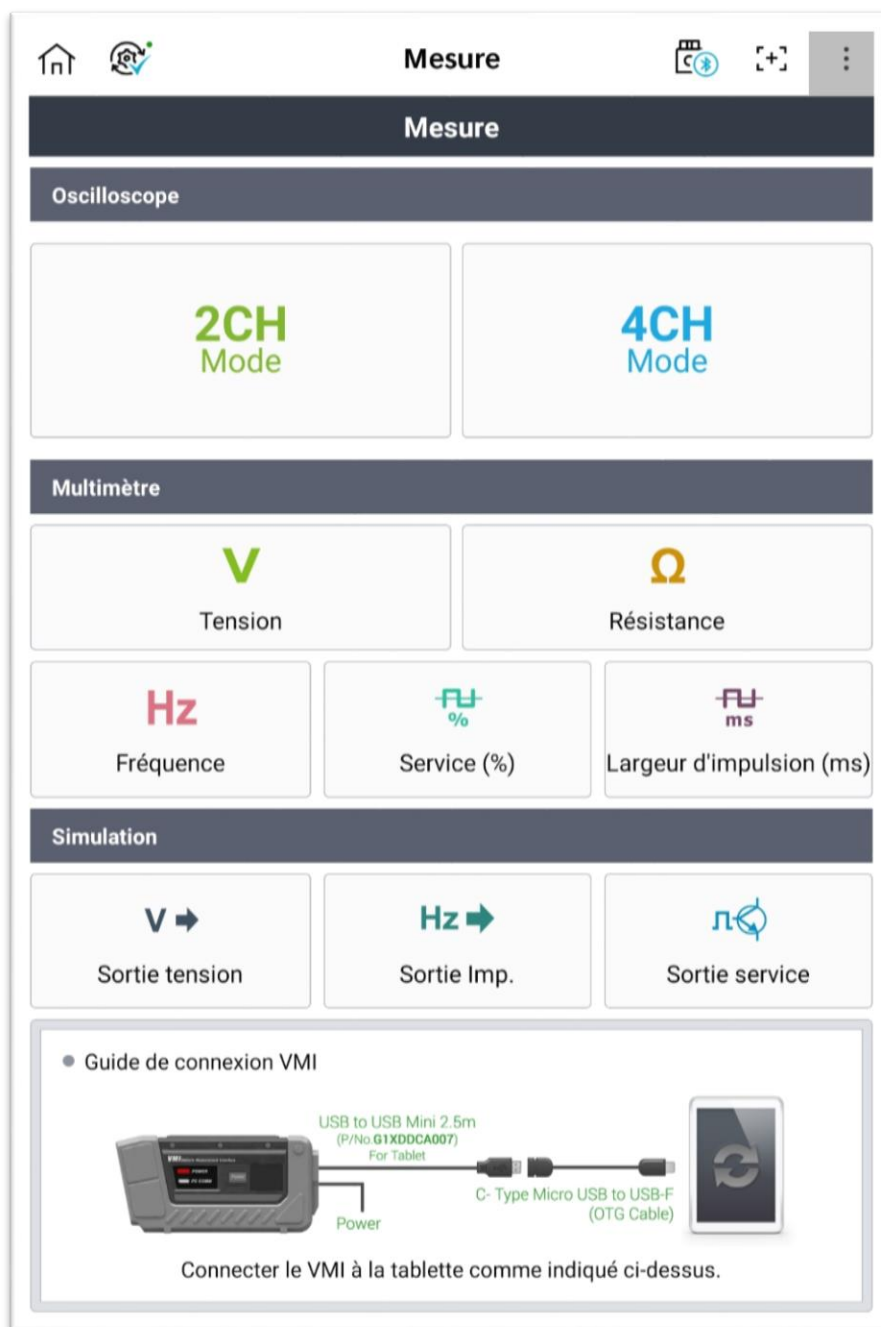 Mesure
Mesure
Oscilloscope
2CH
Mode
4CH
Mode
Multimètre
V
Tension
Ω
Résistance
Hz
Fréquence
%
Service (%)
ms
Largeur d'impulsion (ms)
Simulation
V
Sortie tension
Hz
Sortie Imp.
Sortie service
Guide de connexion VMI
USB to USB Mini 2.5m
(P/No.G1XDDCA007)
For Tablet
VMI
POWER
Power
C- Type Micro USB to USB-F
(OTG Cable)
Connecter le VMI à la tablette comme indiqué ci-dessus.